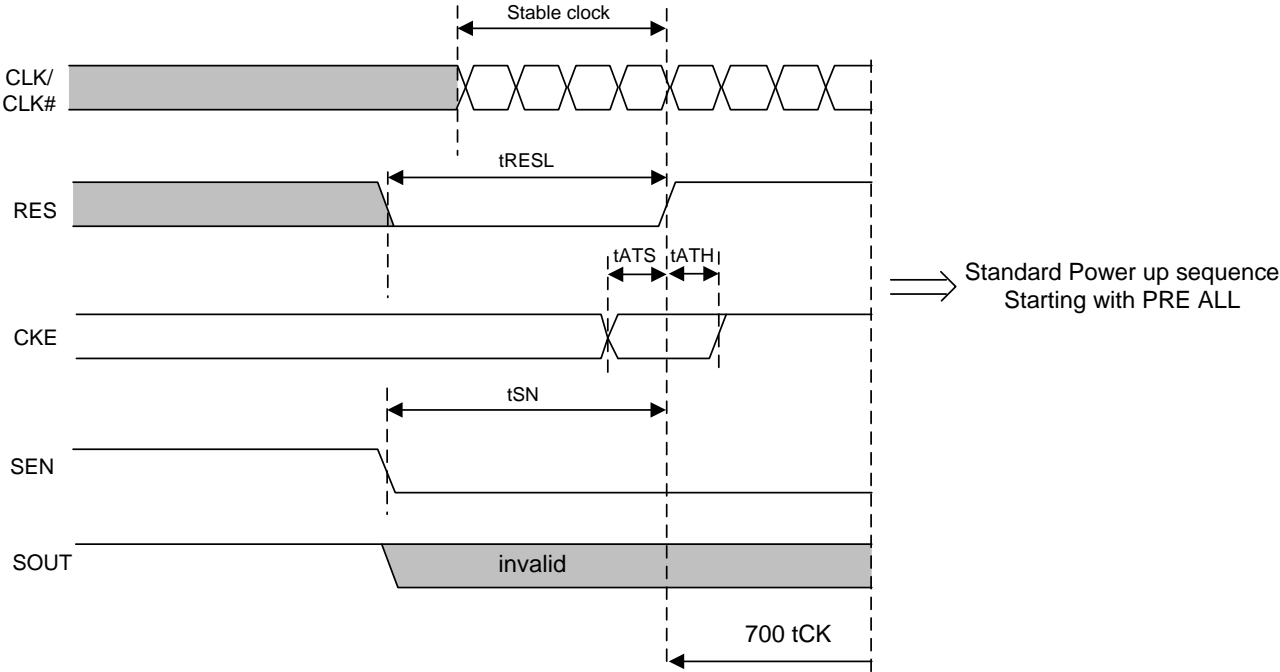 Stable clock
CLK/
CLK#
tRESL
RES
tATS tATH
Standard Power up sequence
Starting with PRE ALL
CKE
tSN
SEN
SOUT
invalid
700 tCK